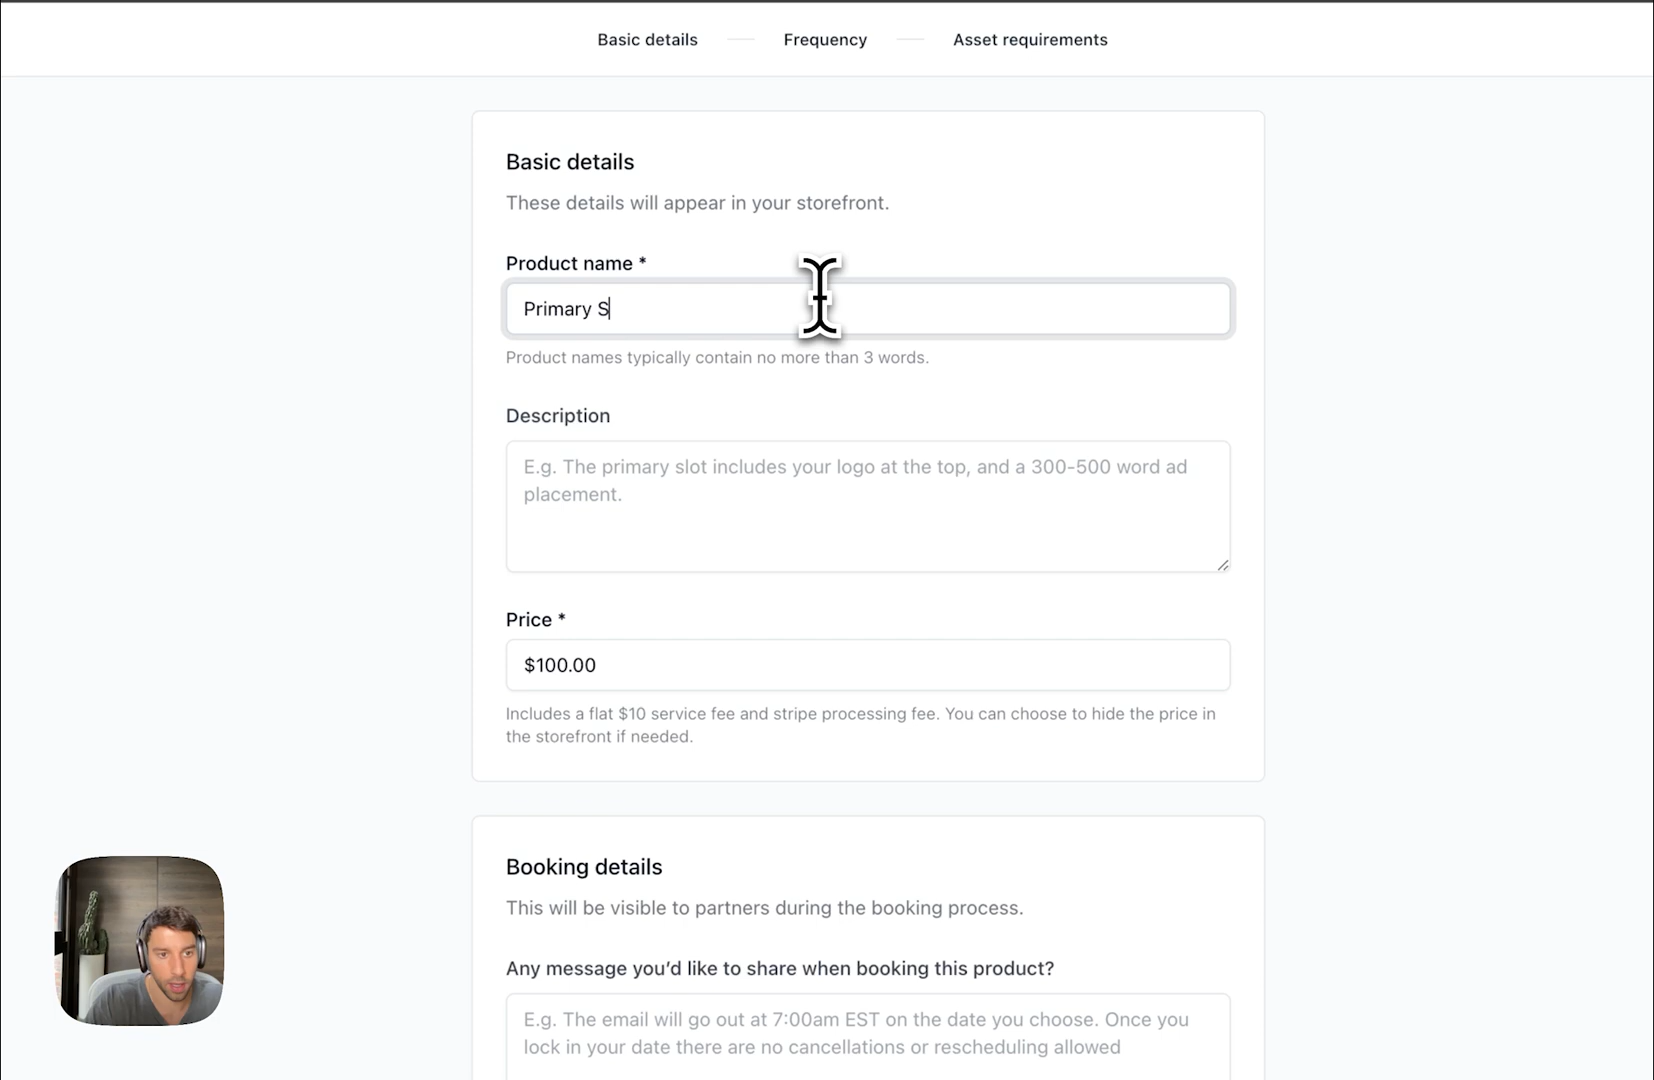 Basic details
Frequency
Asset requirements
Basic details
These details will appear in your storefront.
Product name *
Primary S
Product names typically contain no more than 3 words.
Description
E.g. The primary slot includes your logo at the top, and a 300-500 word ad
placement.
Price *
$100.00
Includes a flat $10 service fee and stripe processing fee. You can choose to hide the price in
the storefront if needed.
Booking details
This will be visible to partners during the booking process.
Any message you’d like to share when booking this product?
E.g. The email will go out at 7:00am EST on the date you choose. Once you
lock in your date there are no cancellations or rescheduling allowed